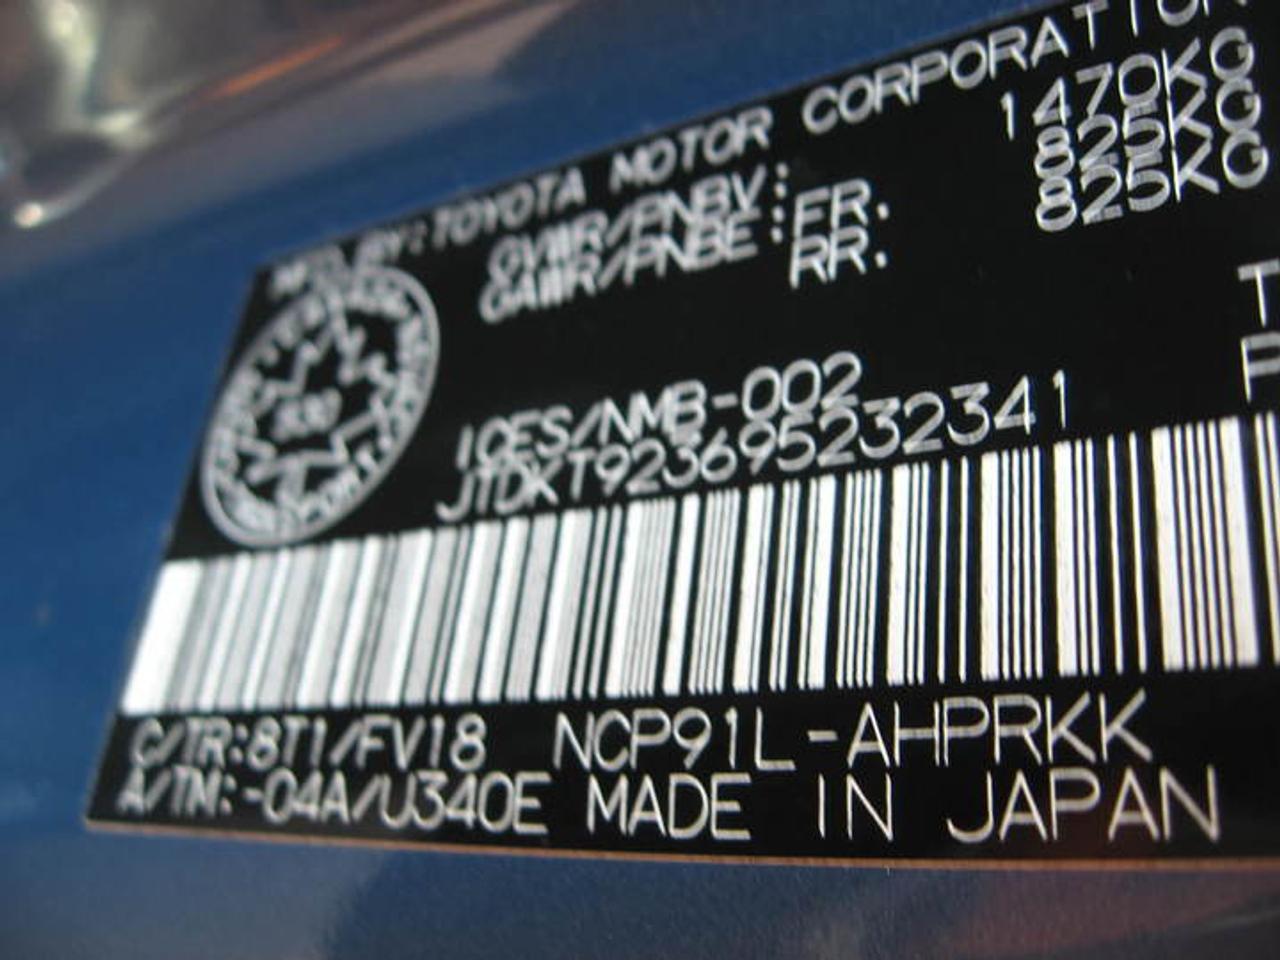 MFD. BY: TOYOTA MOTOR CORPORATION
GVWR/PNBV: 1470KG
GAWR/PNBE: FR. 825KG
RR. 825KG
ICES/NMB-002
JTDKT923695232341
C/TR:8T1/FV18 NCP91L-AHPRKK
A/TM:-04A/U340E MADE IN JAPAN